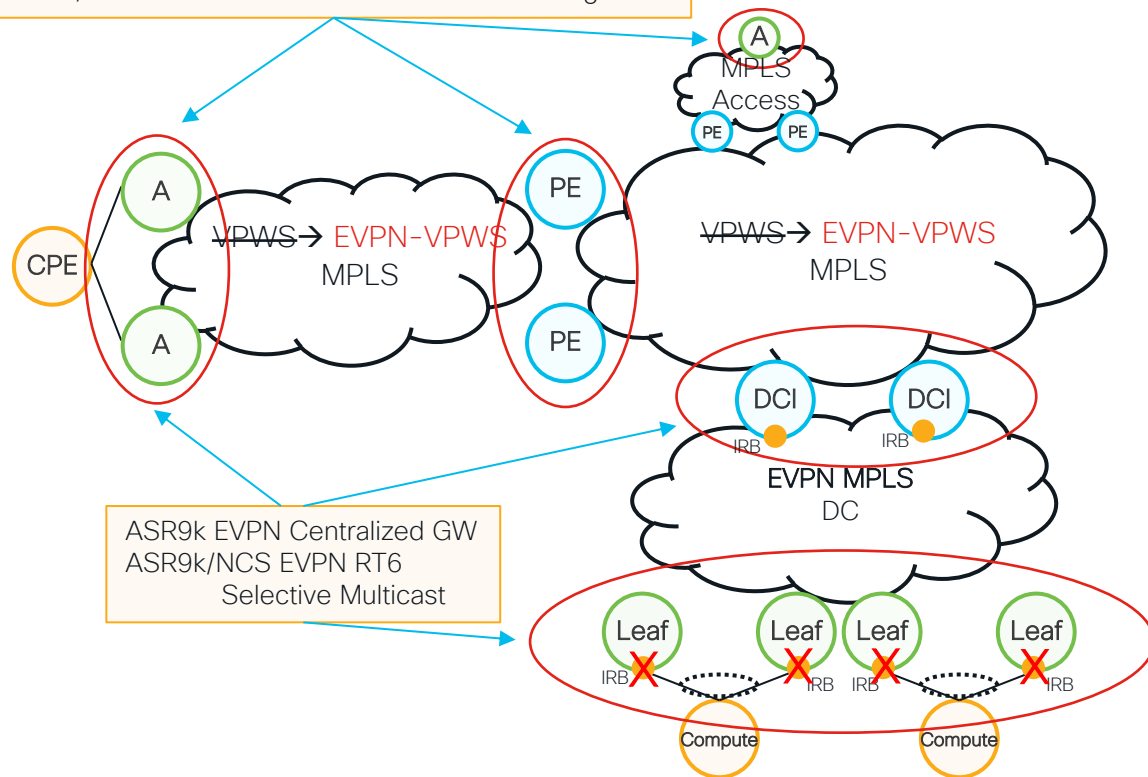 A
MPLS
Access
PE
PE
A
PE
CPE
VPWS→ EVPN-VPWS
MPLS
VPWS→ EVPN-VPWS
MPLS
A
PE
DCI
DCI
IRB
IRB
EVPN MPLS
DC
ASR9k EVPN Centralized GW
ASR9k/NCS EVPN RT6
Selective Multicast
Leaf
Leaf
Leaf
Leaf
IRB
X
X
IRB
IRB
X
X
IRB
Compute
Compute